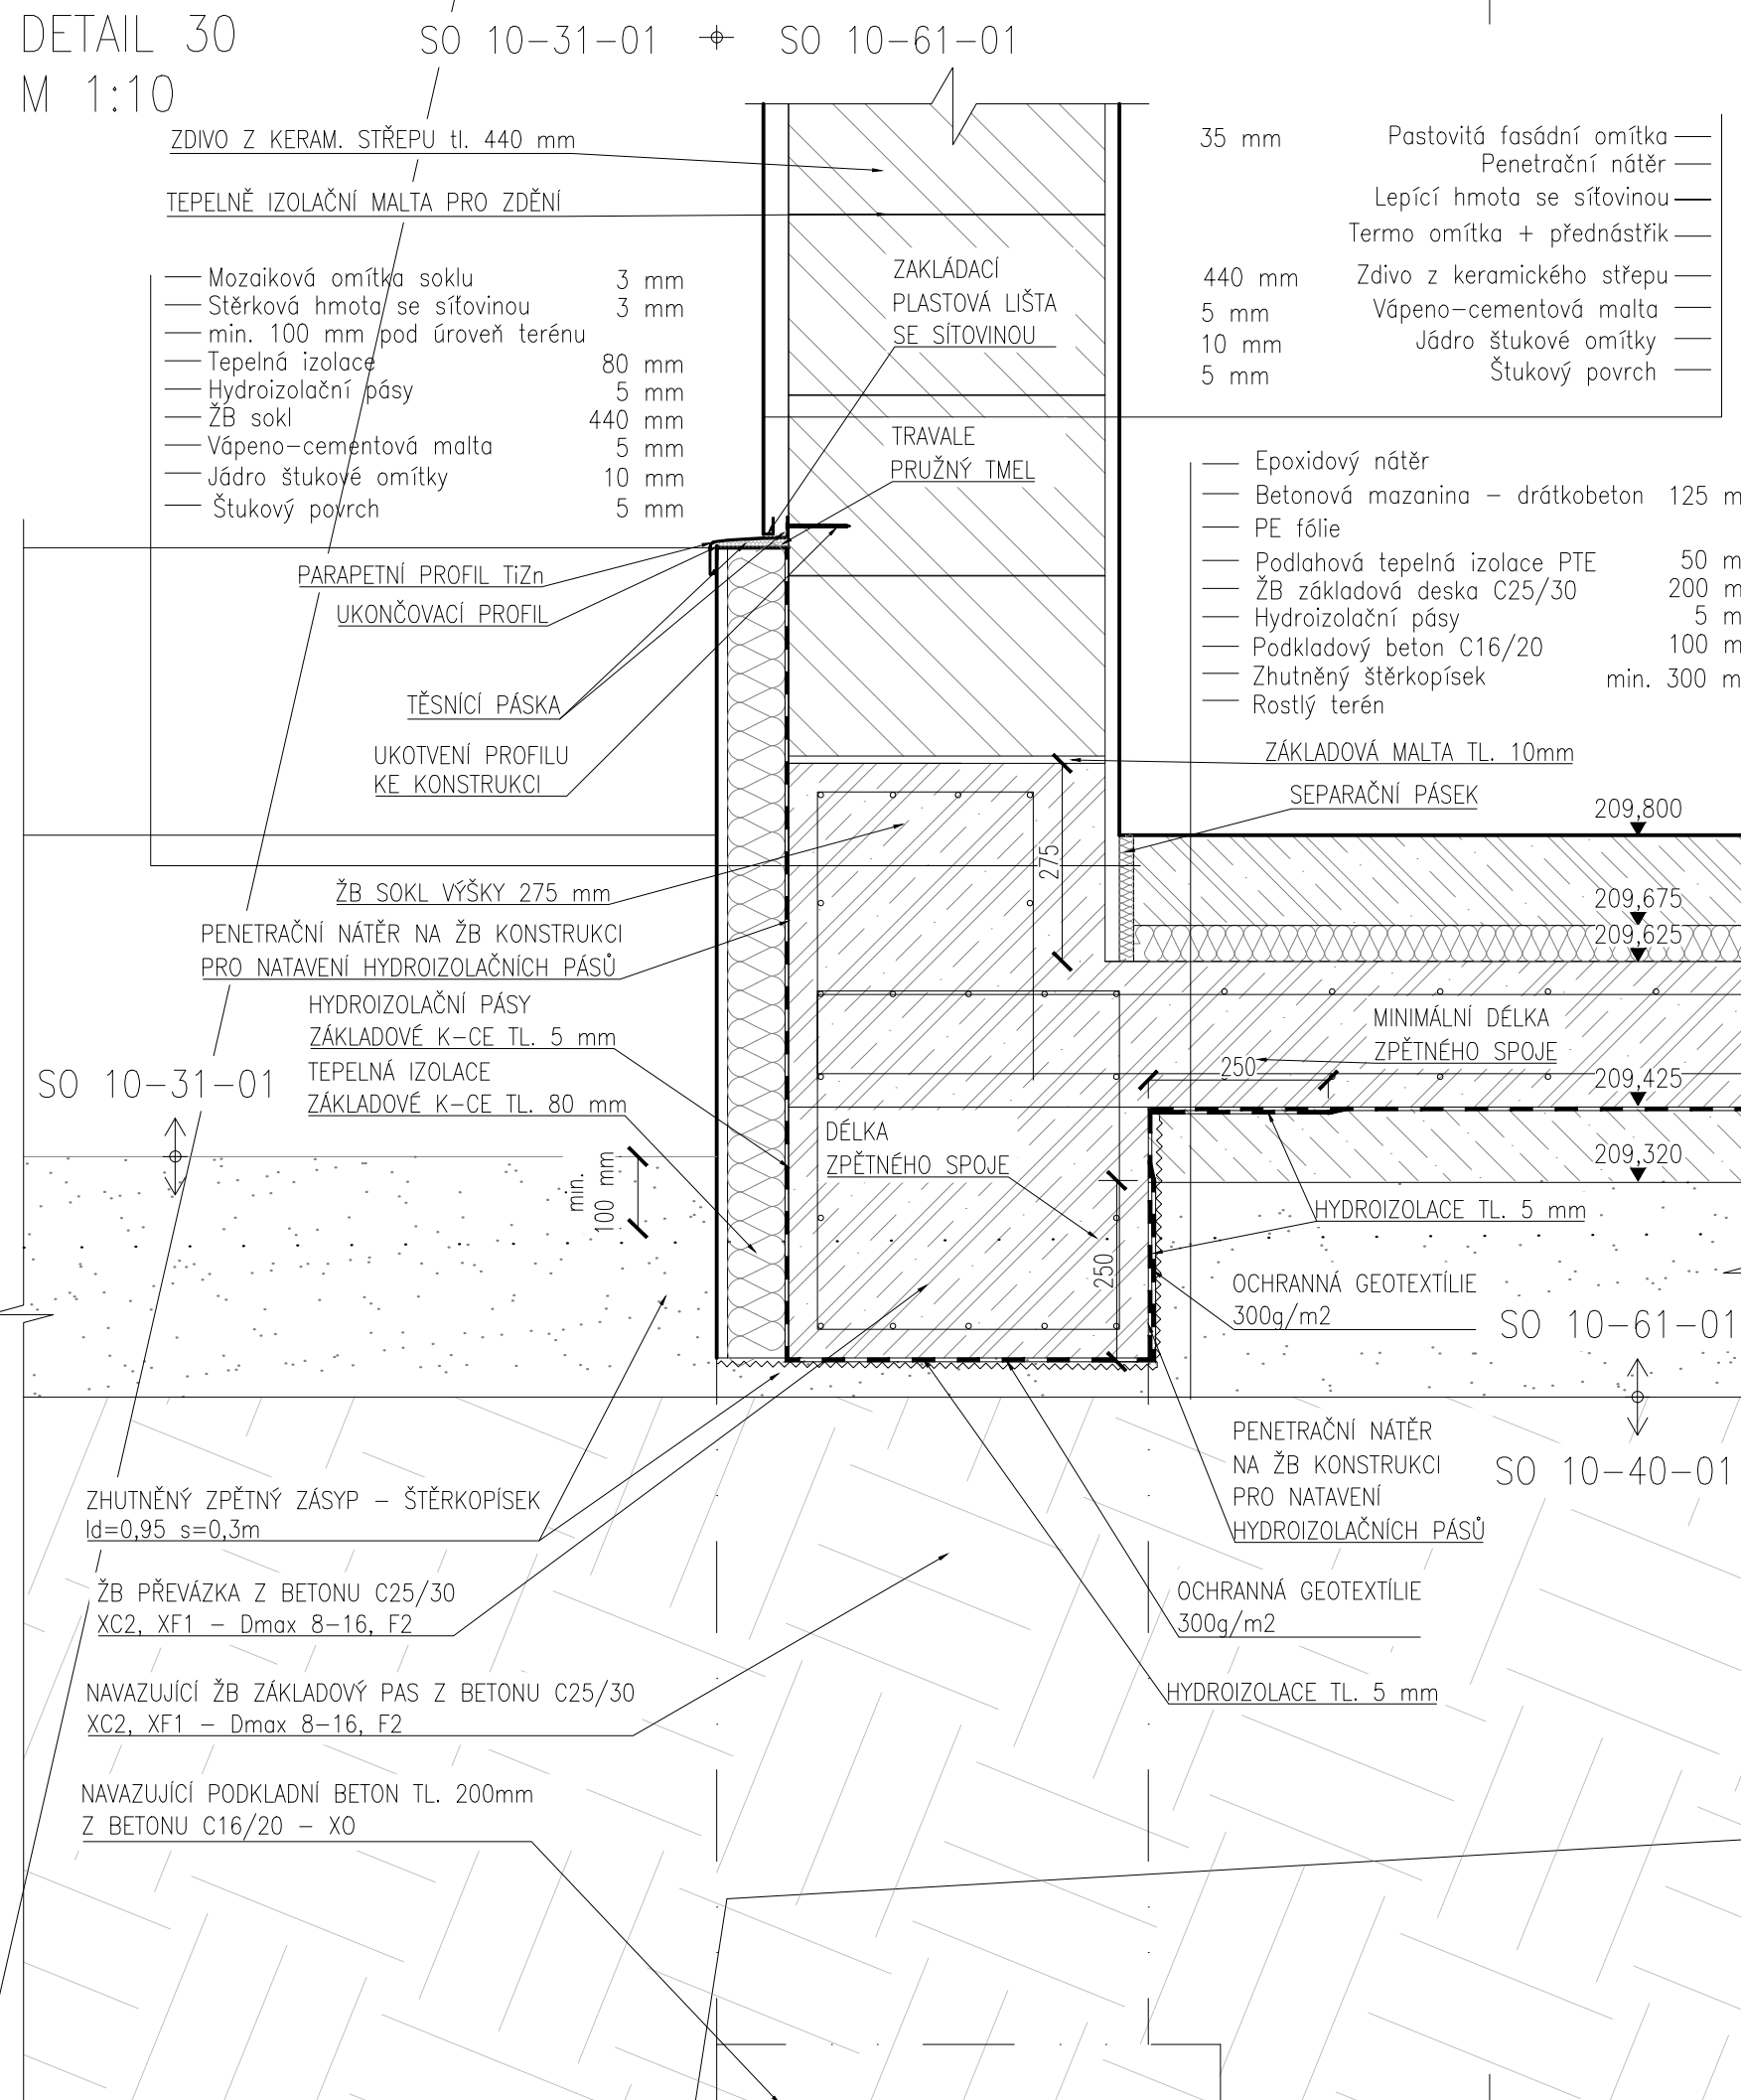 DETAIL 30
M 1:10
SO 10-31-01
SO 10-61-01
ZDIVO Z KERAM. STŘEPU tl. 440 mm
TEPELNĚ IZOLAČNÍ MALTA PRO ZDĚNÍ
Mozaiková omítka soklu 3 mm
Stěrková hmota se síťovinou 3 mm
min. 100 mm pod úroveň terénu
Tepelná izolace 80 mm
Hydroizolační pásy 5 mm
ŽB sokl 440 mm
Vápeno-cementová malta 5 mm
Jádro štukové omítky 10 mm
Štukový povrch 5 mm
ZAKLÁDACÍ
PLASTOVÁ LIŠTA
SE SÍTOVINOU
TRAVALE
PRUŽNÝ TMEL
35 mm Pastovitá fasádní omítka
Penetrační nátěr
Lepící hmota se síťovinou
Termo omítka + přednástřik
440 mm Zdivo z keramického střepu
5 mm Vápeno-cementová malta
10 mm Jádro štukové omítky
5 mm Štukový povrch
Epoxidový nátěr
Betonová mazanina - drátkobeton 125 m
PE fólie
Podlahová tepelná izolace PTE 50 m
ŽB základová deska C25/30 200 m
Hydroizolační pásy 5 m
Podkladový beton C16/20 100 m
Zhutněný štěrkopísek min. 300 m
Rostlý terén
PARAPETNÍ PROFIL TiZn
UKONČOVACÍ PROFIL
TĚSNÍCÍ PÁSKA
UKOTVENÍ PROFILU
KE KONSTRUKCI
ZÁKLADOVÁ MALTA TL. 10mm
SEPARAČNÍ PÁSEK
209,800
275
ŽB SOKL VÝŠKY 275 mm
209,675
209,625
PENETRAČNÍ NÁTĚR NA ŽB KONSTRUKCI
PRO NATAVENÍ HYDROIZOLAČNÍCH PÁSŮ
HYDROIZOLAČNÍ PÁSY
ZÁKLADOVÉ K-CE TL. 5 mm
TEPELNÁ IZOLACE
ZÁKLADOVÉ K-CE TL. 80 mm
MINIMÁLNÍ DÉLKA
ZPĚTNÉHO SPOJE
250
209,425
SO 10-31-01
DÉLKA
ZPĚTNÉHO SPOJE
209,320
min.
100 mm
250
HYDROIZOLACE TL. 5 mm
OCHRANNÁ GEOTEXTÍLIE
300g/m2
SO 10-61-01
SO 10-40-01
PENETRAČNÍ NÁTĚR
NA ŽB KONSTRUKCI
PRO NATAVENÍ
HYDROIZOLAČNÍCH PÁSŮ
ZHUTNĚNÝ ZPĚTNÝ ZÁSYP - ŠTĚRKOPÍSEK
Id=0,95 s=0,3m
ŽB PŘEVÁZKA Z BETONU C25/30
XC2, XF1 - Dmax 8-16, F2
OCHRANNÁ GEOTEXTÍLIE
300g/m2
NAVAZUJÍCÍ ŽB ZÁKLADOVÝ PAS Z BETONU C25/30
XC2, XF1 - Dmax 8-16, F2
HYDROIZOLACE TL. 5 mm
NAVAZUJÍCÍ PODKLADNÍ BETON TL. 200mm
Z BETONU C16/20 - XO